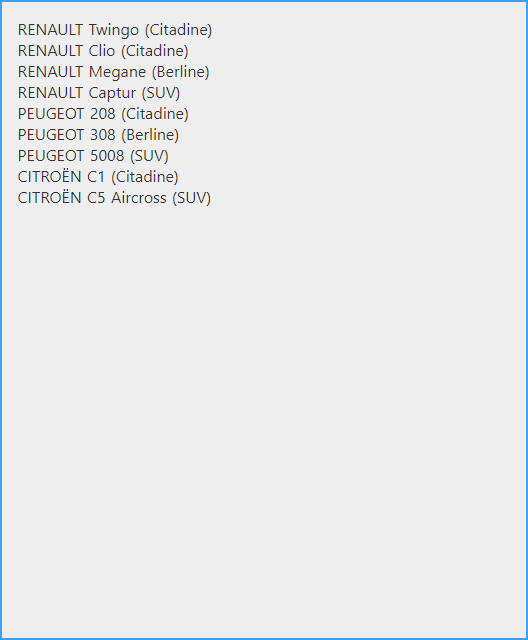 RENAULT Twingo (Citadine)
RENAULT Clio (Citadine)
RENAULT Megane (Berline)
RENAULT Captur (SUV)
PEUGEOT 208 (Citadine)
PEUGEOT 308 (Berline)
PEUGEOT 5008 (SUV)
CITROËN C1 (Citadine)
CITROËN C5 Aircross (SUV)